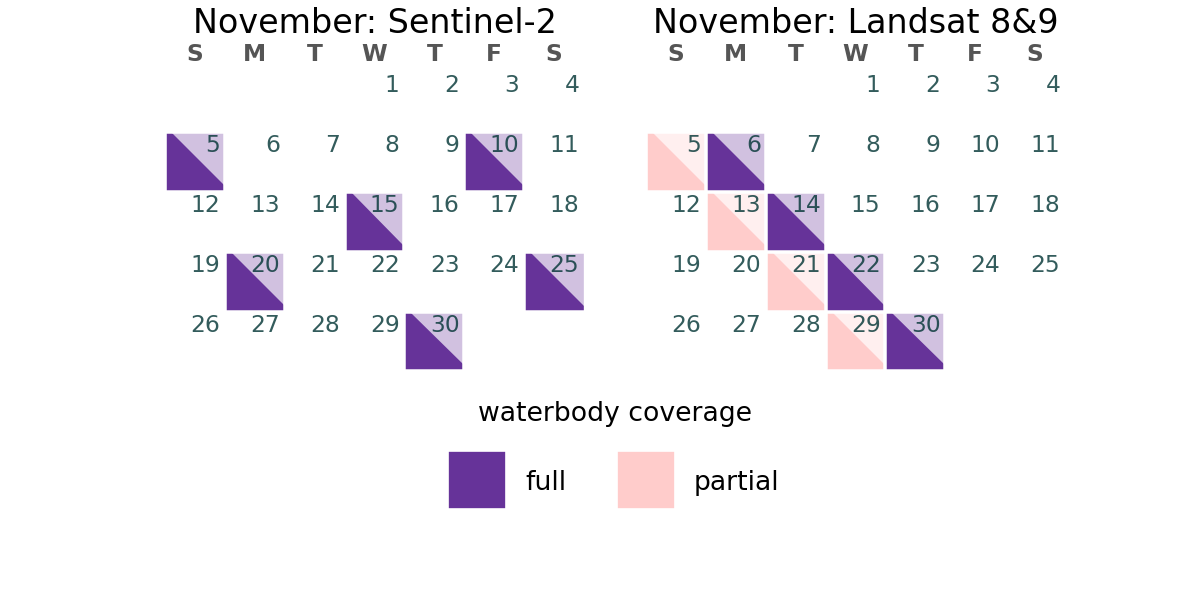 November: Sentinel-2
S M T W T F S
1 2 3 4
5 6 7 8 9 10 11
12 13 14 15 16 17 18
19 20 21 22 23 24 25
26 27 28 29 30
November: Landsat 8&9
S M T W T F S
1 2 3 4
5 6 7 8 9 10 11
12 13 14 15 16 17 18
19 20 21 22 23 24 25
26 27 28 29 30
waterbody coverage
full
partial